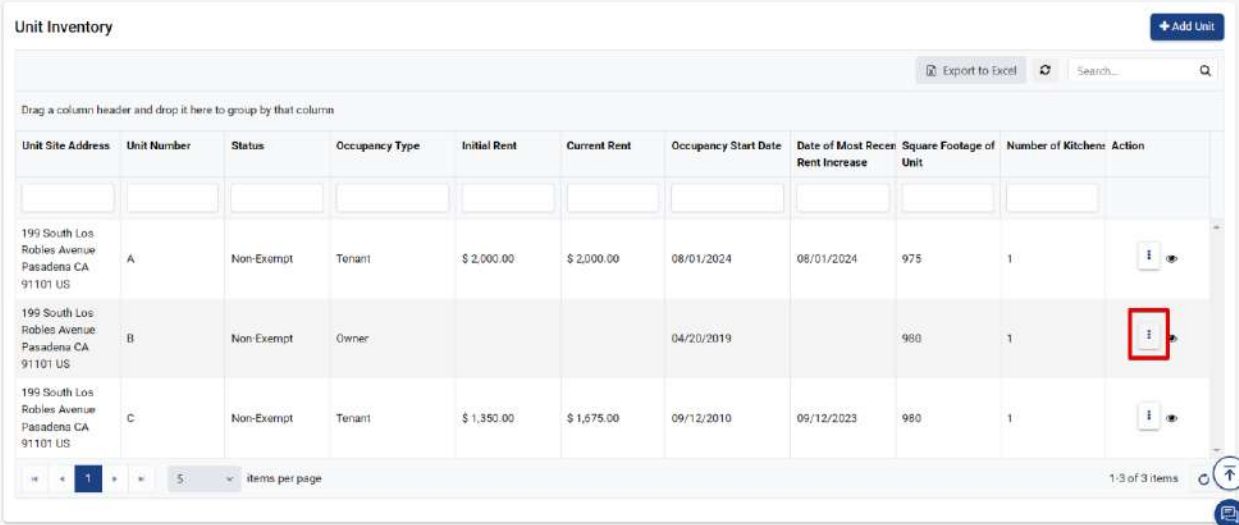 Unit Inventory
+ Add Unit
Export to Excel
Search...
Drag a column header and drop it here to group by that column
Unit Site Address Unit Number Status Occupancy Type Initial Rent Current Rent Occupancy Start Date Date of Most Recen Square Footage of Number of Kitchens Action
Rent Increase Unit
199 South Los
Robles Avenue
Pasadena CA
91101 US
A Non-Exempt Tenant $ 2,000.00 $ 2,000.00 08/01/2024 08/01/2024 975 1
199 South Los
Robles Avenue
Pasadena CA
91101 US
B Non-Exempt Owner 04/20/2019 980 1
199 South Los
Robles Avenue
Pasadena CA
91101 US
C Non-Exempt Tenant $ 1,350.00 $ 1,675.00 09/12/2010 09/12/2023 980 1
1 5 items per page 1-3 of 3 items